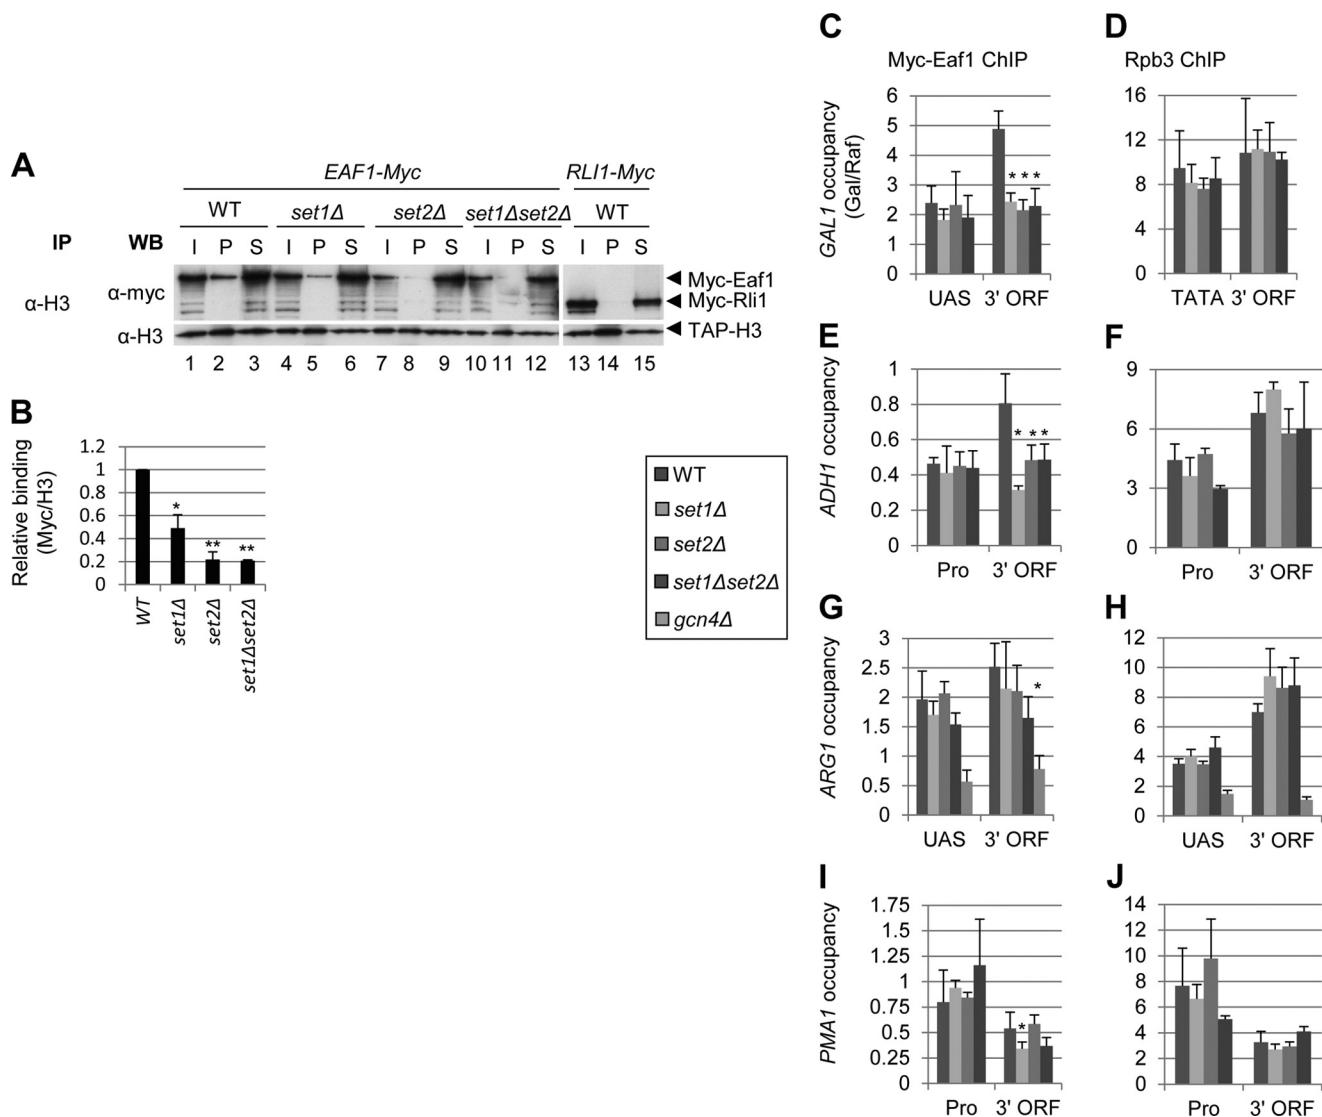 A
EAF1-Myc RLI1-Myc
WT set1Δ set2Δ set1Δset2Δ WT
IP WB I P S I P S I P S I P S I P S
α-H3 α-myc Myc-Eaf1
Myc-Rli1
α-H3 TAP-H3
1 2 3 4 5 6 7 8 9 10 11 12 13 14 15
B
Relative binding
(Myc/H3)
1.2
1
0.8
0.6
0.4
0.2
0
* ** **
WT set1Δ set2Δ set1Δset2Δ
WT
set1Δ
set2Δ
set1Δset2Δ
gcn4Δ
C
Myc-Eaf1 ChIP
GAL1 occupancy
(Gal/Raf)
6
5
4
3
2
1
0
* * *
UAS 3' ORF
D
Rpb3 ChIP
16
12
8
4
0
TATA 3' ORF
E
ADH1 occupancy
1
0.8
0.6
0.4
0.2
0
* * *
Pro 3' ORF
F
9
6
3
0
Pro 3' ORF
G
ARG1 occupancy
3
2.5
2
1.5
1
0.5
0
*
UAS 3' ORF
H
12
10
8
6
4
2
0
UAS 3' ORF
I
PMA1 occupancy
1.75
1.5
1.25
1
0.75
0.5
0.25
0
*
Pro 3' ORF
J
14
12
10
8
6
4
2
0
Pro 3' ORF